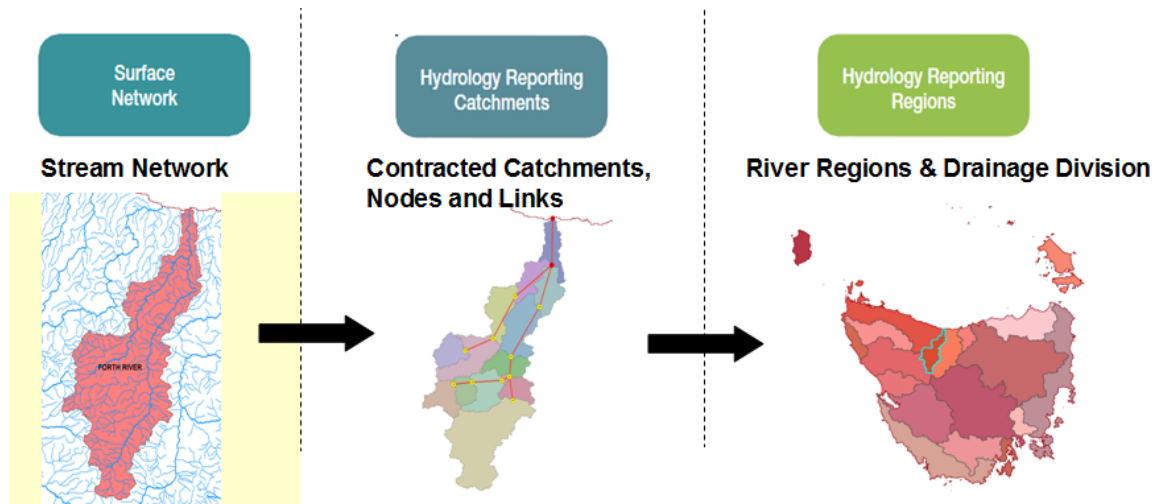 Surface
Network
Hydrology Reporting
Catchments
Hydrology Reporting
Regions
Stream Network
Contracted Catchments,
Nodes and Links
River Regions & Drainage Division
FORTH RIVER